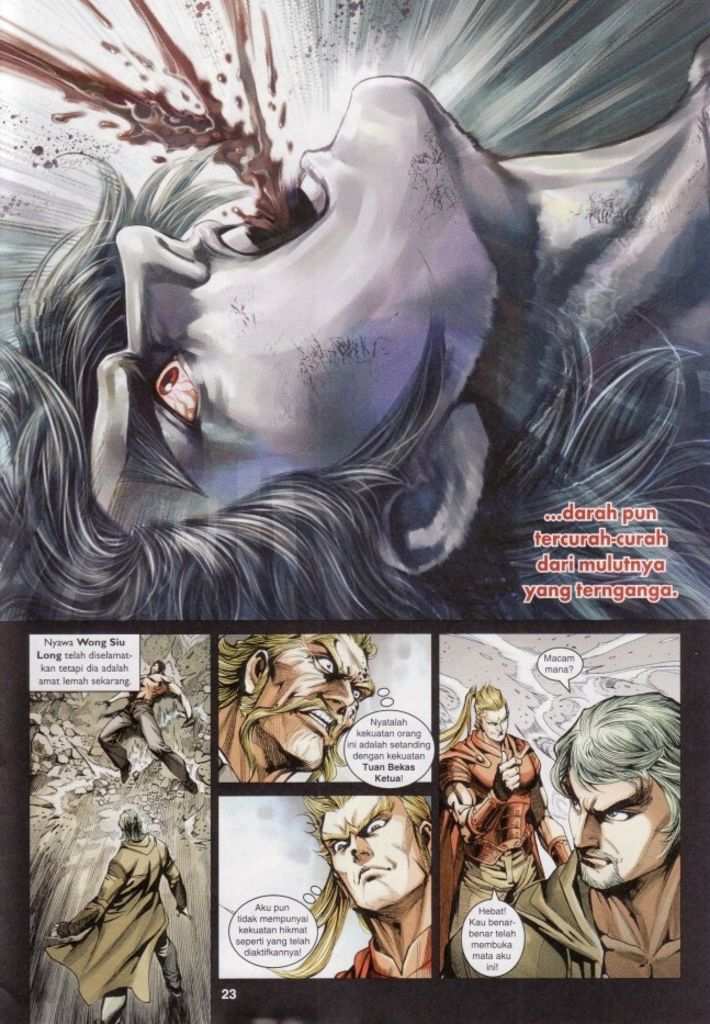 ...darah pun
tercurah-curah
dari mulutnya
yang ternganga.
Nyawa Wong Siu
Long telah diselamat-
kan tetapi dia adalah
amat lemah sekarang.
Nyatalah
kekuatan orang
ini adalah setanding
dengan kekuatan
Tuan Bekas
Ketua!
Aku pun
tidak mempunyai
kekuatan hikmat
seperti yang telah
diaktifkannya!
Macam
mana?
Hebat!
Kau benar-
benar telah
membuka
mata aku
ini!
23